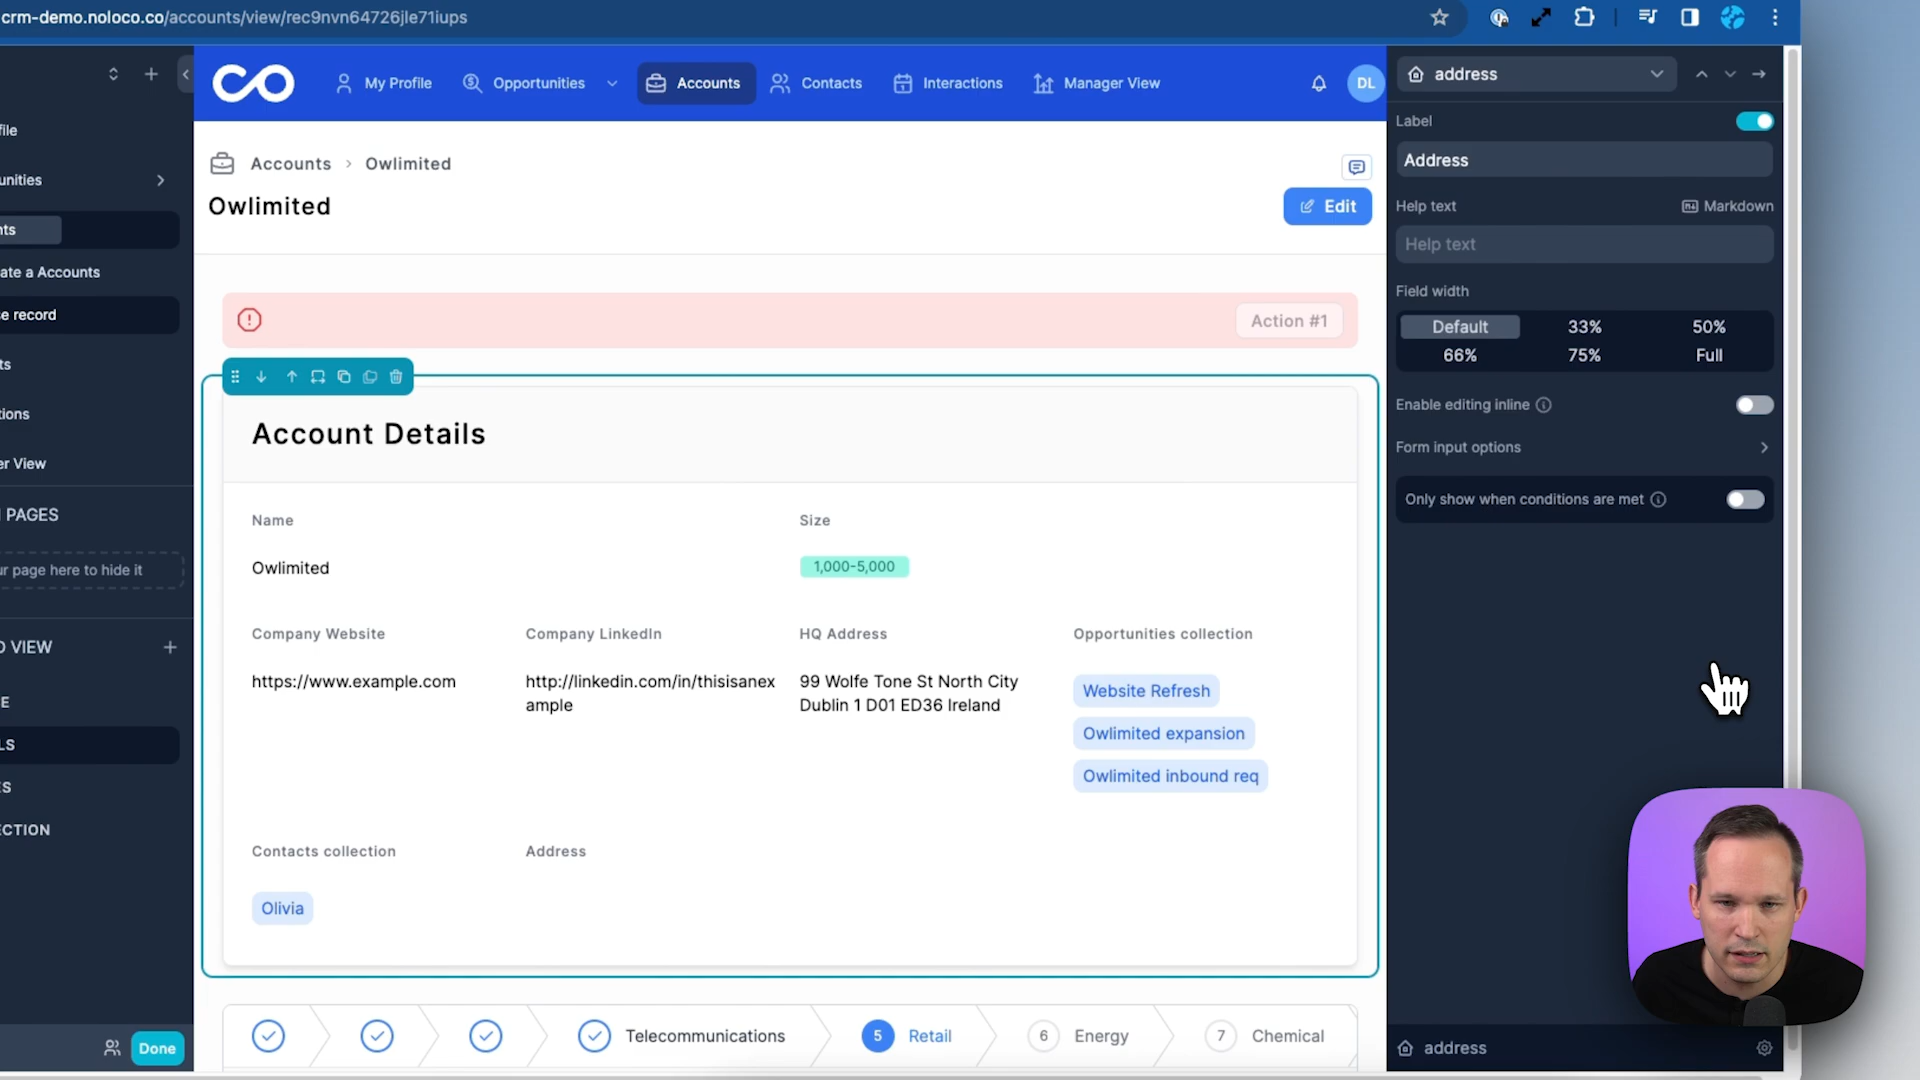 crm-demo.noloco.co/accounts/view/rec9nvn64726jle71iups
file
unities
nts
ate a Accounts
e record
ts
tions
er View
PAGES
ur page here to hide it
O VIEW
E
LS
ES
ECTION
Done
My Profile
Opportunities
Accounts
Contacts
Interactions
Manager View
DL
Accounts > Owlimited
Owlimited
Edit
Action #1
Account Details
Name
Size
Owlimited
1,000-5,000
Company Website
Company LinkedIn
HQ Address
Opportunities collection
https://www.example.com
http://linkedin.com/in/thisisanex
ample
99 Wolfe Tone St North City
Dublin 1 D01 ED36 Ireland
Website Refresh
Owlimited expansion
Owlimited inbound req
Contacts collection
Address
Olivia
Telecommunications
5 Retail
6 Energy
7 Chemical
address
Label
Address
Help text
Markdown
Help text
Field width
Default 33% 50%
66% 75% Full
Enable editing inline
Form input options
Only show when conditions are met
address